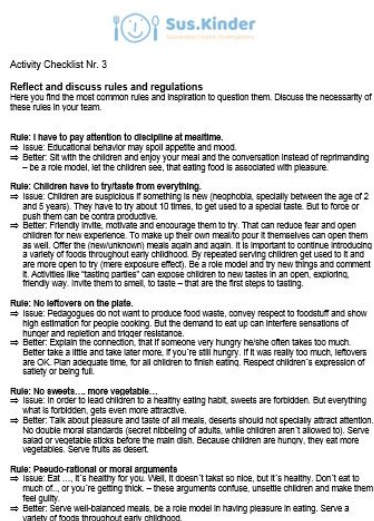 Sus.Kinder
Activity Checklist Nr. 3
Reflect and discuss rules and regulations
Here you find the most common rules and inspiration to question them. Discuss the necessarity of
these rules in your team.
Rule: I have to pay attention to discipline at mealtime.
⇒ Issue: Educational behavior may spoil appetite and mood.
⇒ Better: Sit with the children and enjoy your meal and the conversation instead of reprimanding
– be a role model, let the children see, that eating food is associated with pleasure.
Rule: Children have to try/taste from everything.
⇒ Issue: Children are suspicious if something is new (neophobia, specially between the age of 2
and 5 years). They have to try about 10 times, to get used to a special taste. But to force or
push them can be contra productive.
⇒ Better: Friendly invite, motivate and encourage them to try. That can reduce fear and open
children for new experience. To make up their own meal/to pour it themselves can open them
as well. Offer the (new/unknown) meals again and again. It is important to continue introducing
a variety of foods throughout early childhood. By repeated serving children get used to it and
are more open to try (mere exposure effect). Be a role model and try new things and comment
it. Activities like "tasting parties" can expose children to new tastes in an open, exploring,
friendly way. Invite them to smell, to taste – that are the first steps to tasting.
Rule: No leftovers on the plate.
⇒ Issue: Pedagogues do not want to produce food waste, convey respect to foodstuff and show
high estimation for people cooking. But the demand to eat up can interfere sensations of
hunger and repletion and trigger resistance.
⇒ Better: Explain the connection, that if someone very hungry he/she often takes too much.
Better take a little and take later more, if you´re still hungry. If it was really too much, leftovers
are OK. Plan adequate time, for all children to finish eating. Respect children´s expression of
satiety or being full.
Rule: No sweets…. more vegetable…
⇒ Issue: In order to lead children to a healthy eating habit, sweets are forbidden. But everything
what is forbidden, gets even more attractive.
⇒ Better: Talk about pleasure and taste of all meals, deserts should not specially attract attention.
No double moral standards (secret nibbeling of adults, while children aren´t allowed to). Serve
salad or vegetable sticks before the main dish. Because children are hungry, they eat more
vegetables. Serve fruits as desert.
Rule: Pseudo-rational or moral arguments
⇒ Issue: Eat …, it´s healthy for you. Well, it doesn´t takst so nice, but it´s healthy. Don´t eat to
much of.., or you´re getting thick. – these arguments confuse, unsettle children and make them
feel guilty.
⇒ Better: Serve well-balanced meals, be a role model in having pleasure in eating. Serve a
variety of foods throughout early childhood.